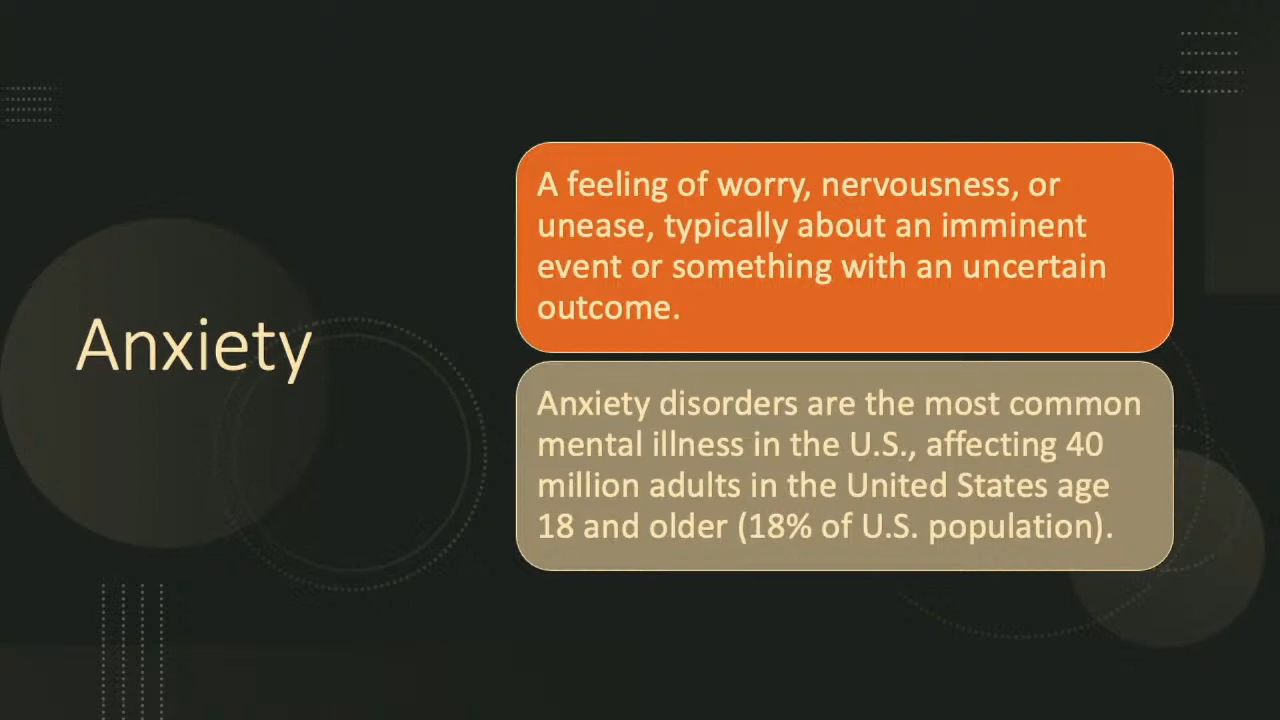 Anxiety
A feeling of worry, nervousness, or
unease, typically about an imminent
event or something with an uncertain
outcome.
Anxiety disorders are the most common
mental illness in the U.S., affecting 40
million adults in the United States age
18 and older (18% of U.S. population).